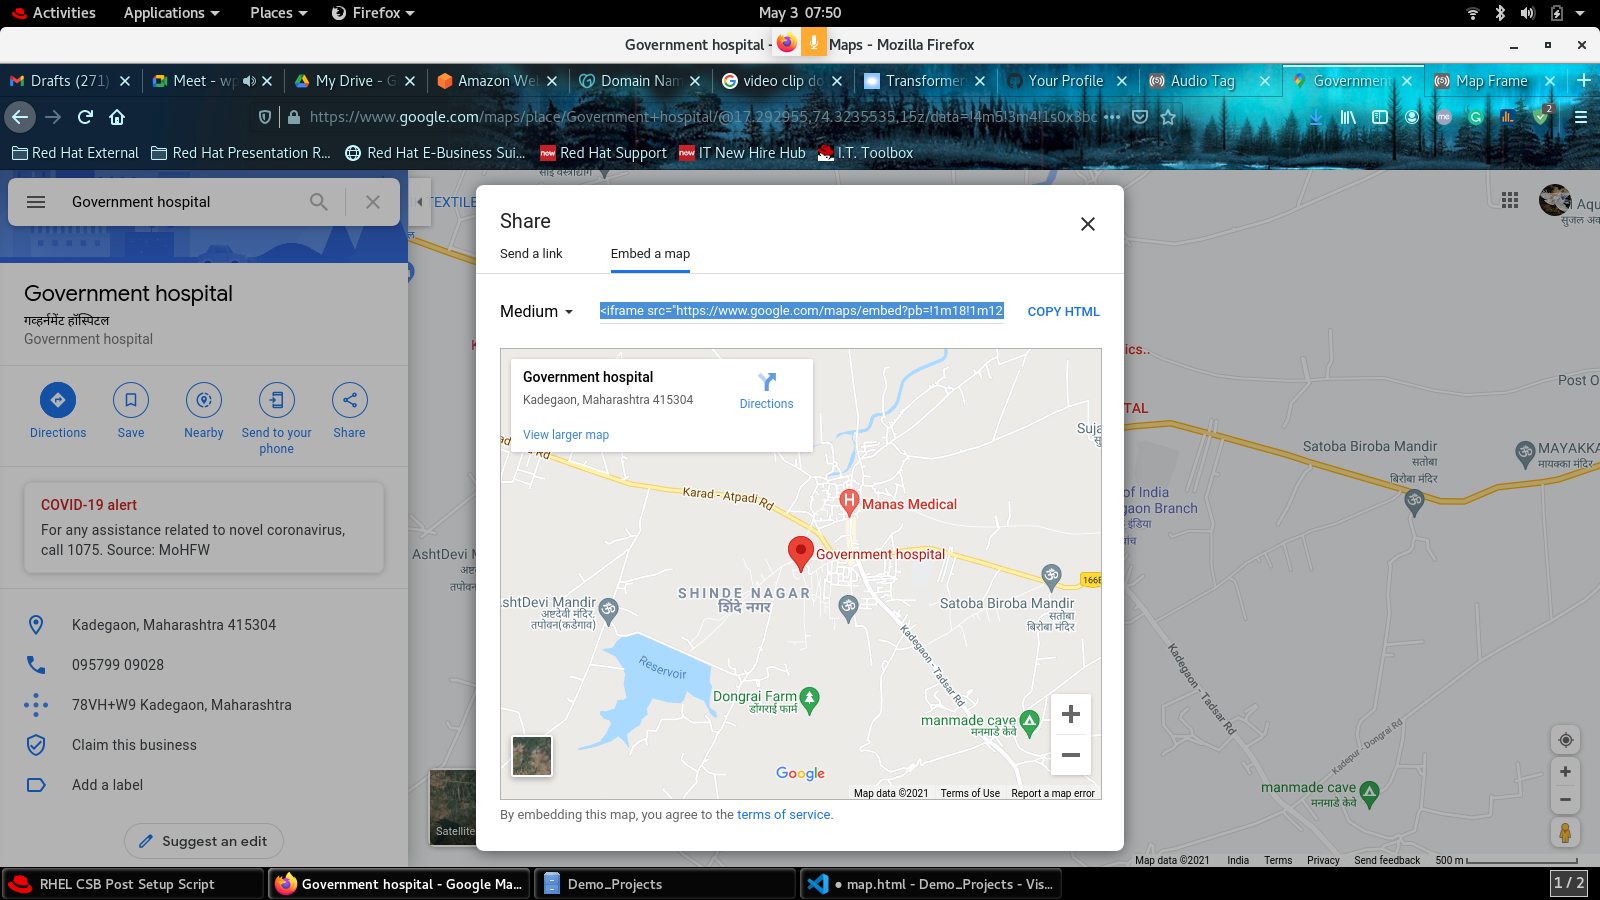 Activities Applications Places Firefox May 3 07:50
Government hospital - Maps - Mozilla Firefox
Drafts (271) Meet - wp My Drive - G Amazon We Domain Nam video clip do Transformer Your Profile Audio Tag Government Map Frame
https://www.google.com/maps/place/Government+hospital/@17.292955,74.3235535,15z/data=!4m5!3m4!1s0x3bc 2
Red Hat External Red Hat Presentation R... Red Hat E-Business Sui... Red Hat Support IT New Hire Hub I.T. Toolbox
Government hospital
TEXTILE
Government hospital
गव्हर्नमेंट हॉस्पिटल
Government hospital
Directions
Save
Nearby
Send to your
phone
Share
COVID-19 alert
For any assistance related to novel coronavirus,
call 1075. Source: MoHFW
Kadegaon, Maharashtra 415304
095799 09028
78VH+W9 Kadegaon, Maharashtra
Claim this business
Add a label
Suggest an edit
Share
Send a link Embed a map
Medium <iframe src="https://www.google.com/maps/embed?pb=!1m18!1m12 COPY HTML
Government hospital
Kadegaon, Maharashtra 415304
Directions
View larger map
Karad - Atpadi Rd
Manas Medical
Government hospital
SHINDE NAGAR
शिंदे नगर
166E
AshtDevi Mandir
अष्टदेवी मंदिर,
तपोवन(कडेगाव)
Satoba Biroba Mandir
सतोबा
बिरोबा मंदिर
Kadegaon - Tadsar Rd
Reservoir
Dongrai Farm
डोंगराई फार्म
manmade cave
मनमाडे केवे
Google
Map data ©2021 Terms of Use Report a map error
By embedding this map, you agree to the terms of service.
Aqu
सुजल
Post O
Satoba Biroba Mandir
सतोबा
बिरोबा मंदिर
MAYAKKA
मायक्का मंदिर
of India
gaon Branch
AshtDevi M
Kadegaon - Tadsar Rd
Kadepur - Dongrai Rd
manmade cave
मनमाडे केवे
Satellite
Map data ©2021 India Terms Privacy Send feedback 500 m
RHEL CSB Post Setup Script Government hospital - Google Ma... Demo_Projects ● map.html - Demo_Projects - Vis... 1 / 2